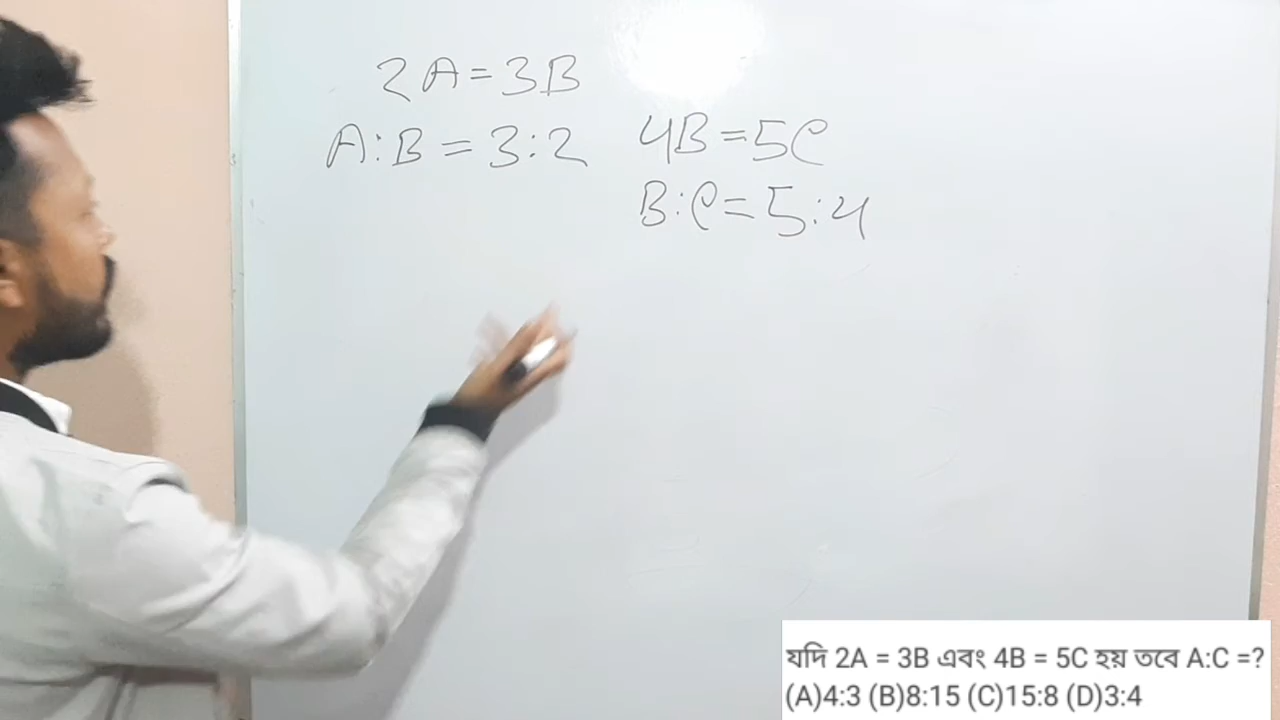 2A=3B
A:B=3:2
4B=5C
B:C=5:4
যদি 2A = 3B এবং 4B = 5C হয় তবে A:C =?
(A)4:3 (B)8:15 (C)15:8 (D)3:4